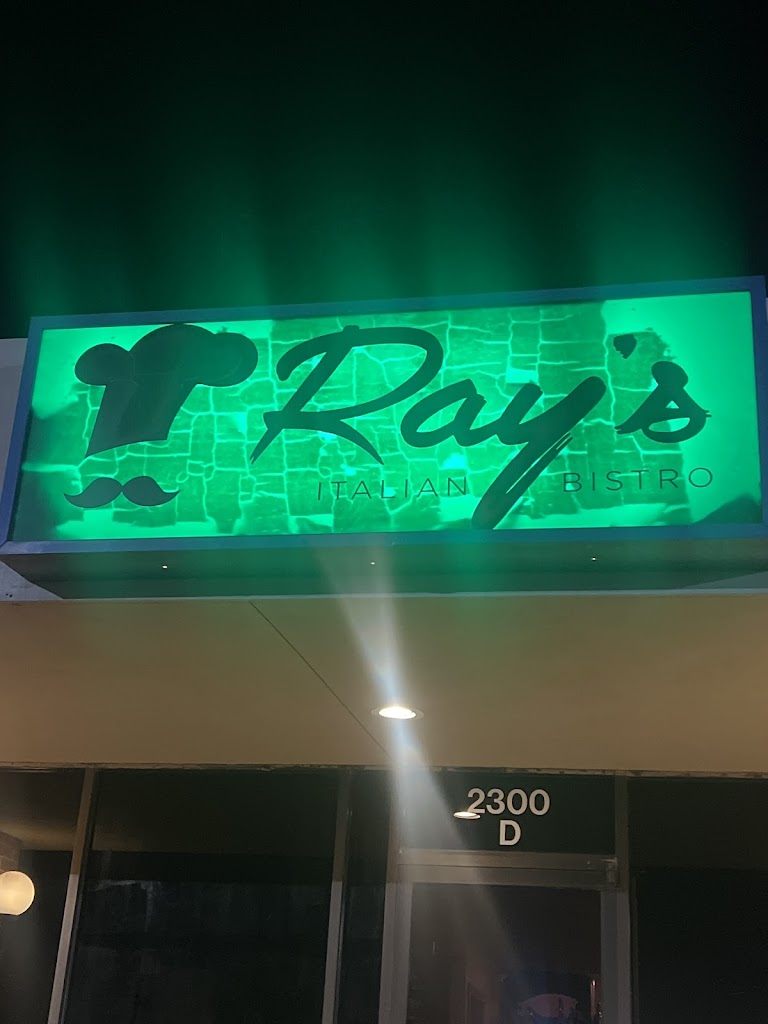 Ray's
ITALIAN BISTRO
2300
D